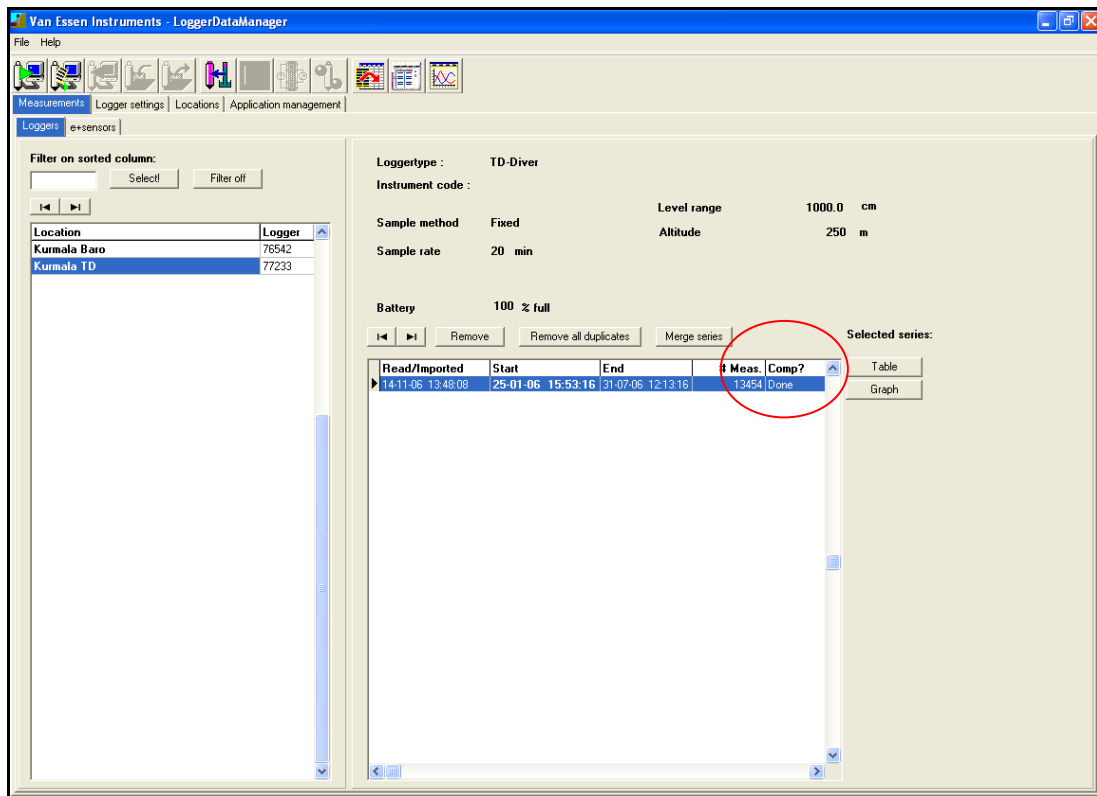 Van Essen Instruments - LoggerDataManager
File Help
Measurements Logger settings Locations Application management
Loggers e+sensors
Filter on sorted column:
Select! Filter off
Location Logger
Kurmala Baro 76542
Kurmala TD 77233
Loggertype : TD-Diver
Instrument code :
Level range 1000.0 cm
Sample method Fixed
Altitude 250 m
Sample rate 20 min
Battery 100 % full
Remove Remove all duplicates Merge series Selected series:
Read/Imported Start End # Meas. Comp? Table
14-11-06 13:48:08 25-01-06 15:53:16 31-07-06 12:13:16 13454 Done Graph